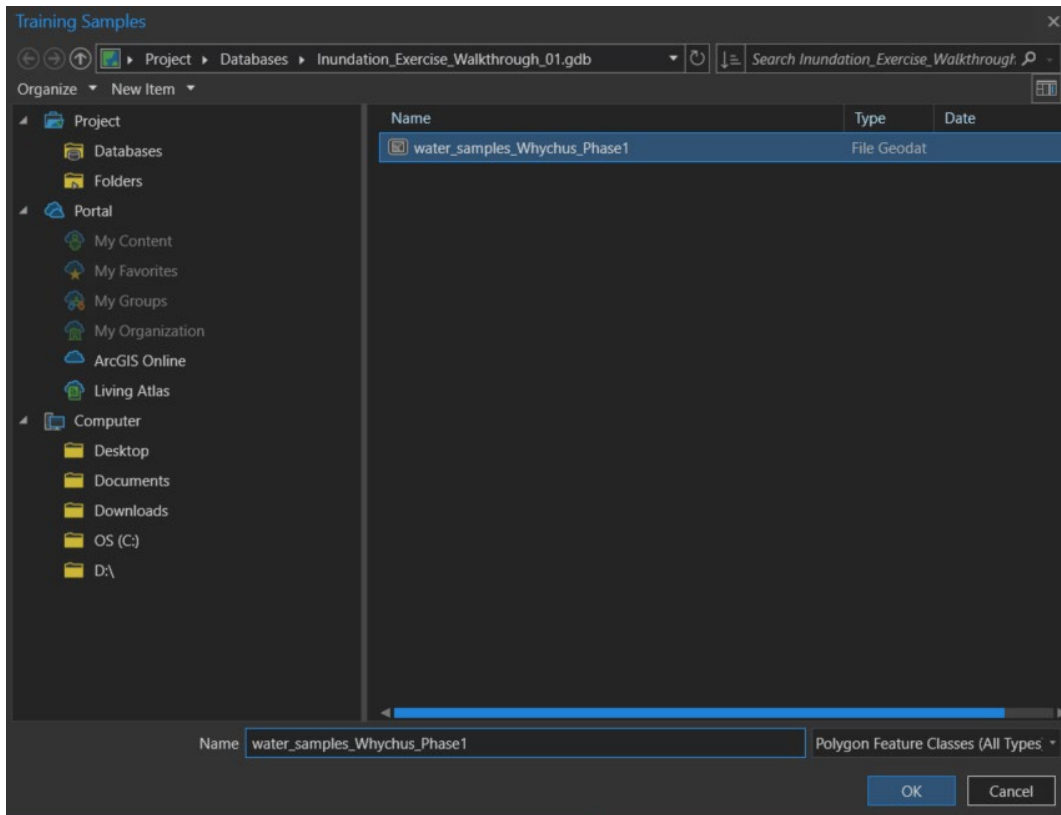 Training Samples
Project Databases Inundation_Exercise_Walkthrough_01.gdb Search Inundation_Exercise_Walkthrough
Organize New Item
Project
Databases
Folders
Portal
My Content
My Favorites
My Groups
My Organization
ArcGIS Online
Living Atlas
Computer
Desktop
Documents
Downloads
OS (C:)
D:\
Name Type Date
water_samples_Whychus_Phase1 File Geodat
Name water_samples_Whychus_Phase1 Polygon Feature Classes (All Types
OK Cancel